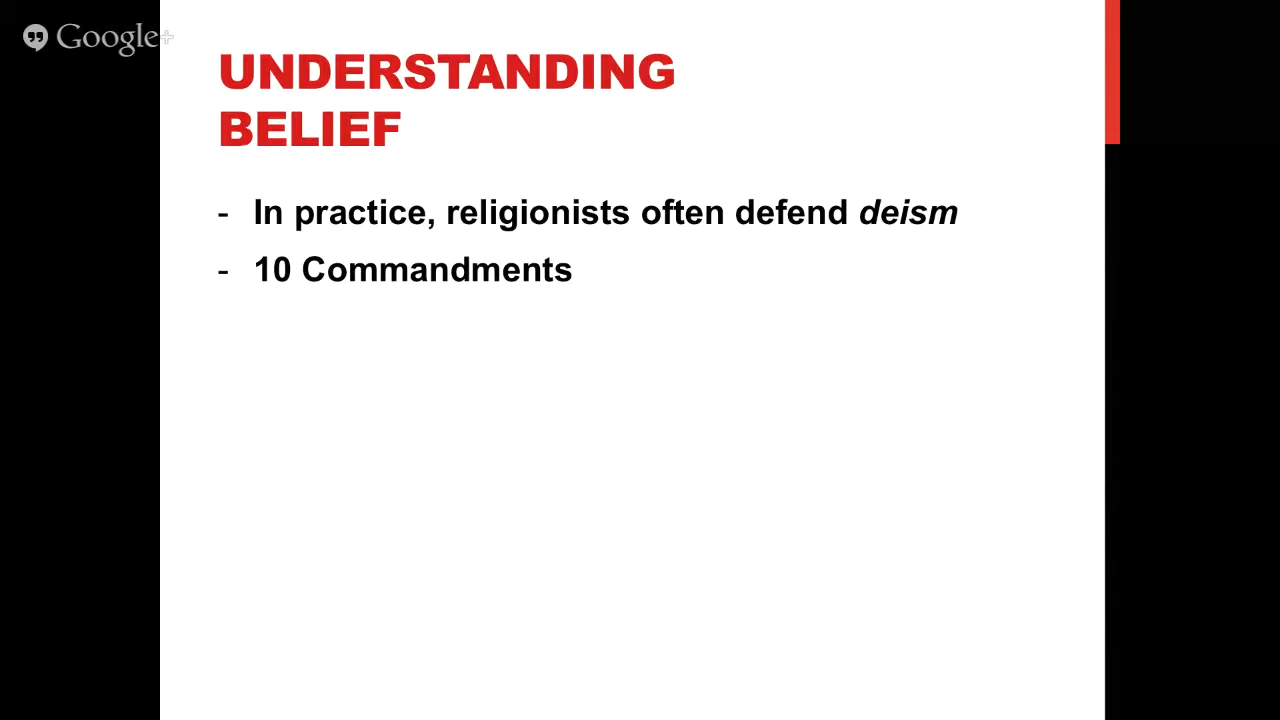 Google+
UNDERSTANDING
BELIEF
- In practice, religionists often defend deism
- 10 Commandments